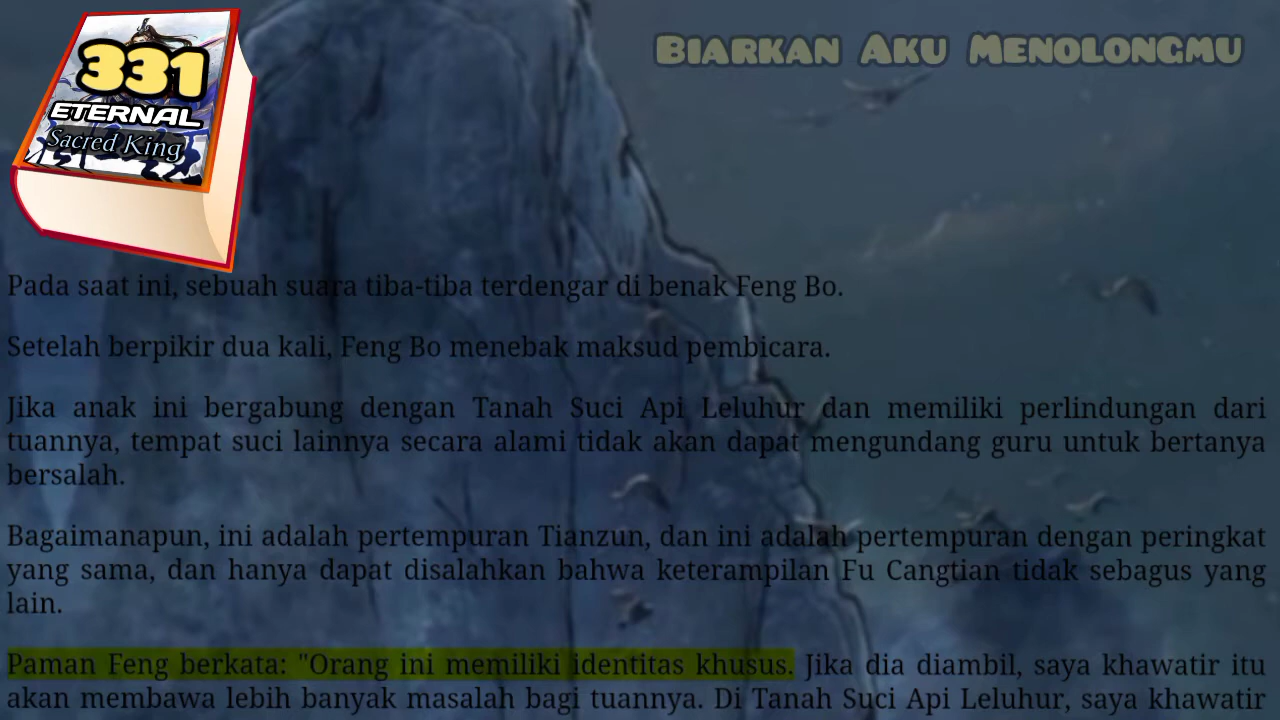 331
ETERNAL
Sacred King
Biarkan Aku Menolongmu
Pada saat ini, sebuah suara tiba-tiba terdengar di benak Feng Bo.
Setelah berpikir dua kali, Feng Bo menebak maksud pembicara.
Jika anak ini bergabung dengan Tanah Suci Api Leluhur dan memiliki perlindungan dari
tuannya, tempat suci lainnya secara alami tidak akan dapat mengundang guru untuk bertanya
bersalah.
Bagaimanapun, ini adalah pertempuran Tianzun, dan ini adalah pertempuran dengan peringkat
yang sama, dan hanya dapat disalahkan bahwa keterampilan Fu Cangtian tidak sebagus yang
lain.
Paman Feng berkata: "Orang ini memiliki identitas khusus. Jika dia diambil, saya khawatir itu
akan membawa lebih banyak masalah bagi tuannya. Di Tanah Suci Api Leluhur, saya khawatir